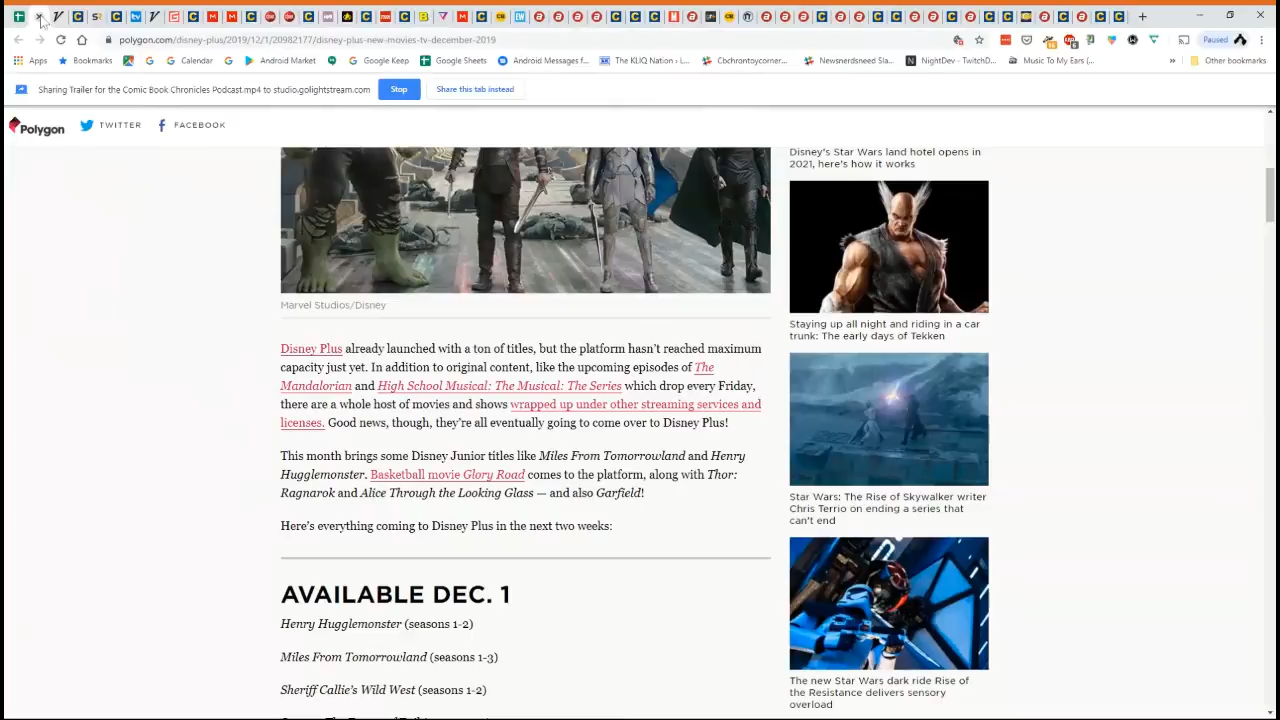 polygon.com/disney-plus/2019/12/1/20982177/disney-plus-new-movies-tv-december-2019
Paused
Apps
Bookmarks
Calendar
Android Market
Google Keep
Google Sheets
Android Messages f...
The KLIQ Nation › I...
Cbchrontoycorner...
Newsnerdseed Sla...
NightDev - TwitchD...
Music To My Ears (...
»
Other bookmarks
Sharing Trailer for the Comic Book Chronicles Podcast.mp4 to studio.golightstream.com
Stop
Share this tab instead
Polygon
TWITTER
FACEBOOK
Marvel Studios/Disney
Disney Plus already launched with a ton of titles, but the platform hasn't reached maximum
capacity just yet. In addition to original content, like the upcoming episodes of The
Mandalorian and High School Musical: The Musical: The Series which drop every Friday,
there are a whole host of movies and shows wrapped up under other streaming services and
licenses. Good news, though, they're all eventually going to come over to Disney Plus!
This month brings some Disney Junior titles like Miles From Tomorrowland and Henry
Hugglemonster. Basketball movie Glory Road comes to the platform, along with Thor:
Ragnarok and Alice Through the Looking Glass — and also Garfield!
Here's everything coming to Disney Plus in the next two weeks:
AVAILABLE DEC. 1
Henry Hugglemonster (seasons 1-2)
Miles From Tomorrowland (seasons 1-3)
Sheriff Callie's Wild West (seasons 1-2)
Disney's Star Wars land hotel opens in
2021, here's how it works
Staying up all night and riding in a car
trunk: The early days of Tekken
Star Wars: The Rise of Skywalker writer
Chris Terrio on ending a series that
can't end
The new Star Wars dark ride Rise of
the Resistance delivers sensory
overload